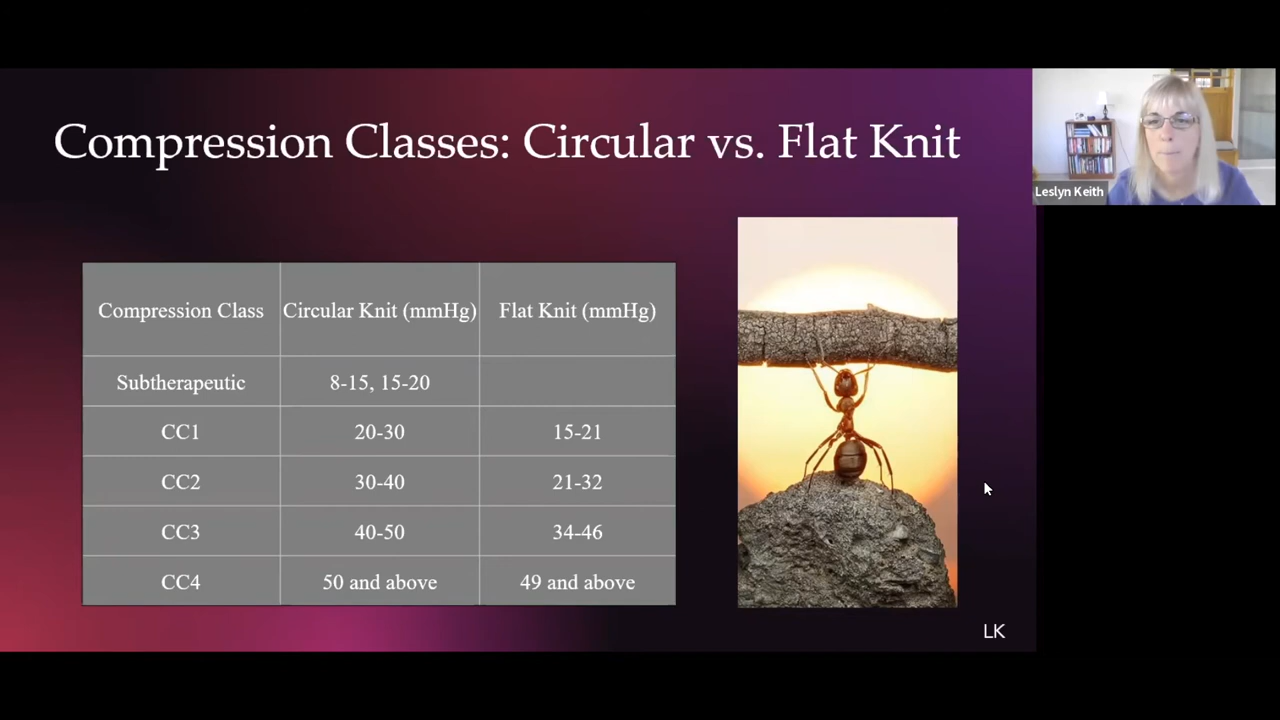 Compression Classes: Circular vs. Flat Knit
Leslyn Keith
Compression Class Circular Knit (mmHg) Flat Knit (mmHg)
Subtherapeutic 8-15, 15-20
CC1 20-30 15-21
CC2 30-40 21-32
CC3 40-50 34-46
CC4 50 and above 49 and above
LK